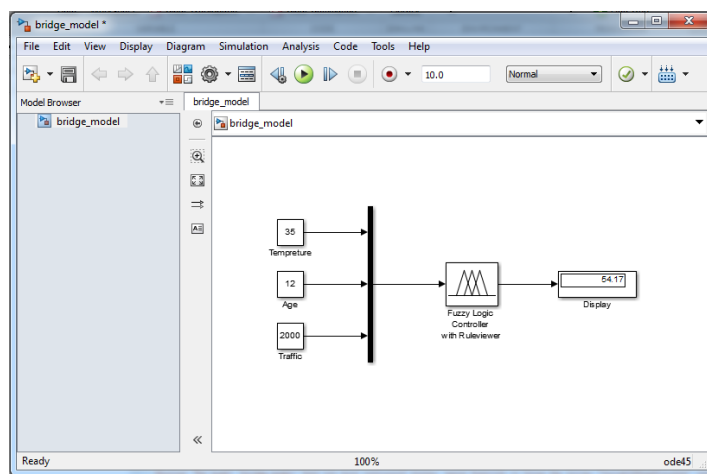 bridge_model *
File Edit View Display Diagram Simulation Analysis Code Tools Help
10.0
Normal
Model Browser
bridge_model
bridge_model
bridge_model
35
Tempreture
12
Age
2000
Traffic
Fuzzy Logic
Controller
with Ruleviewer
54.17
Display
Ready
100%
ode45